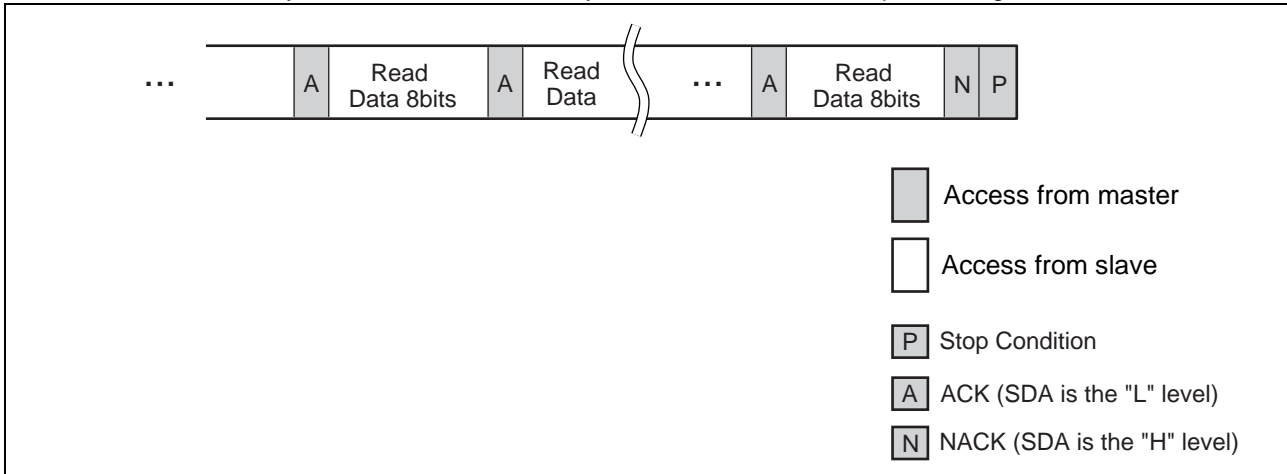 ... A Read Data 8bits A Read Data ... A Read Data 8bits N P
Access from master
Access from slave
P Stop Condition
A ACK (SDA is the "L" level)
N NACK (SDA is the "H" level)